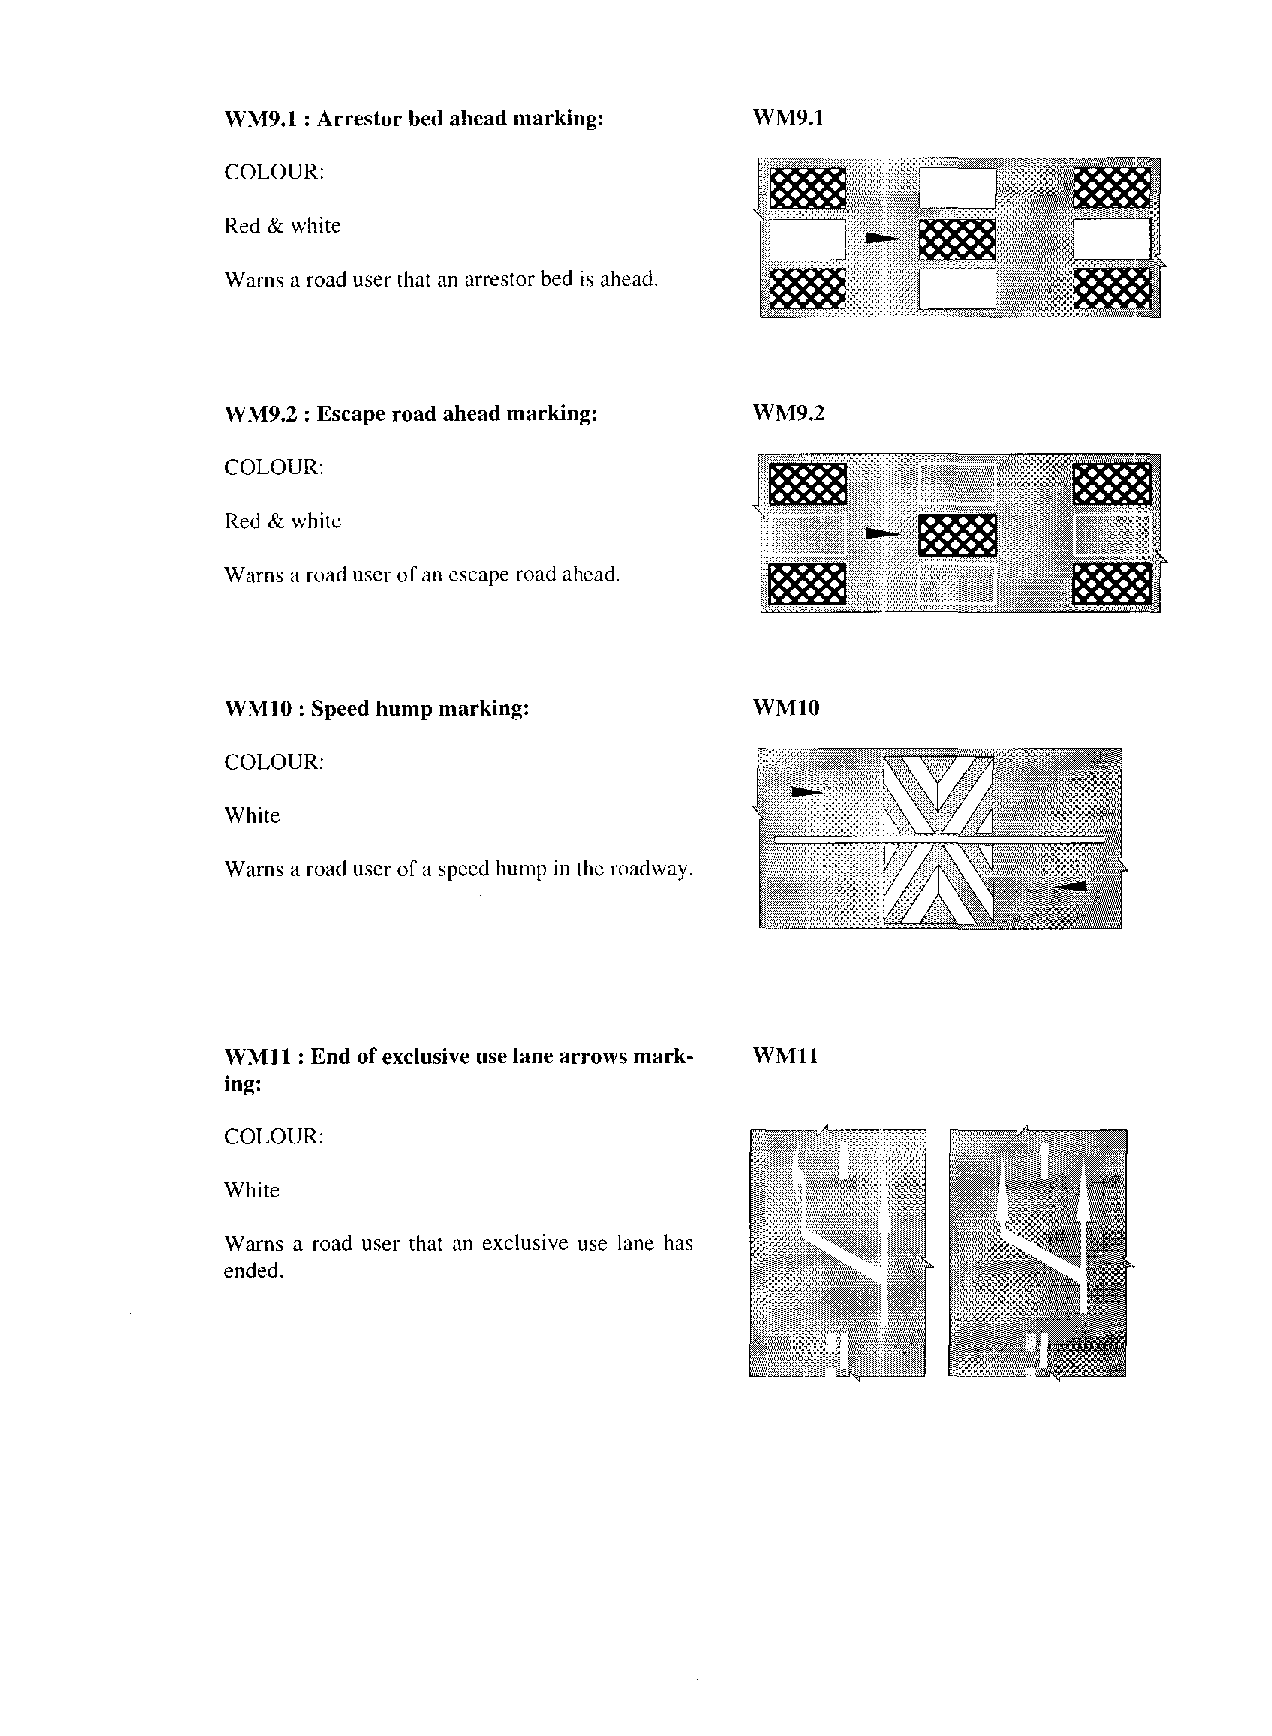 WM9.1 : Arrestor bed ahead marking:
WM9.1
COLOUR:
Red & white
Warns a road user that an arrestor bed is ahead.
WM9.2 : Escape road ahead marking:
WM9.2
COLOUR:
Red & white
Warns a road user of an escape road ahead.
WM10 : Speed hump marking:
WM10
COLOUR:
White
Warns a road user of a speed hump in the roadway.
WM11 : End of exclusive use lane arrows mark-
ing:
WM11
COLOUR:
White
Warns a road user that an exclusive use lane has
ended.